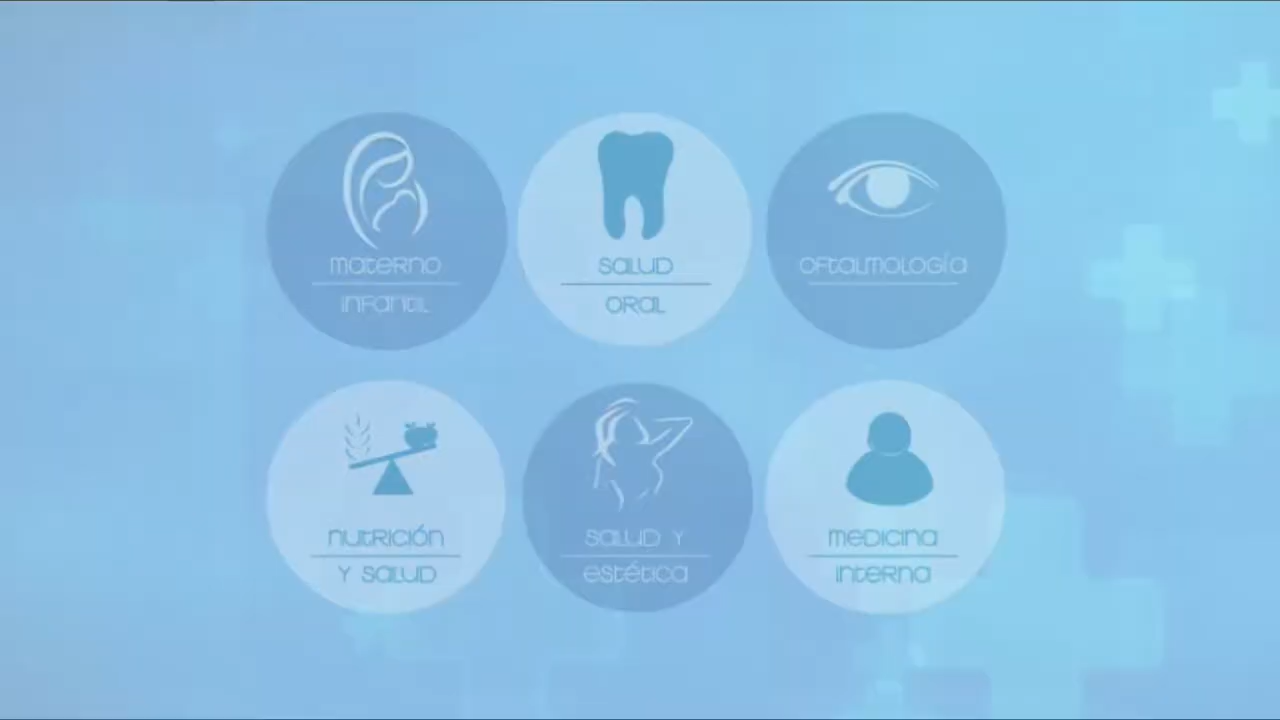 materno
infantil
salud
oral
oftalmología
nutrición
y salud
salud y
estética
medicina
interna